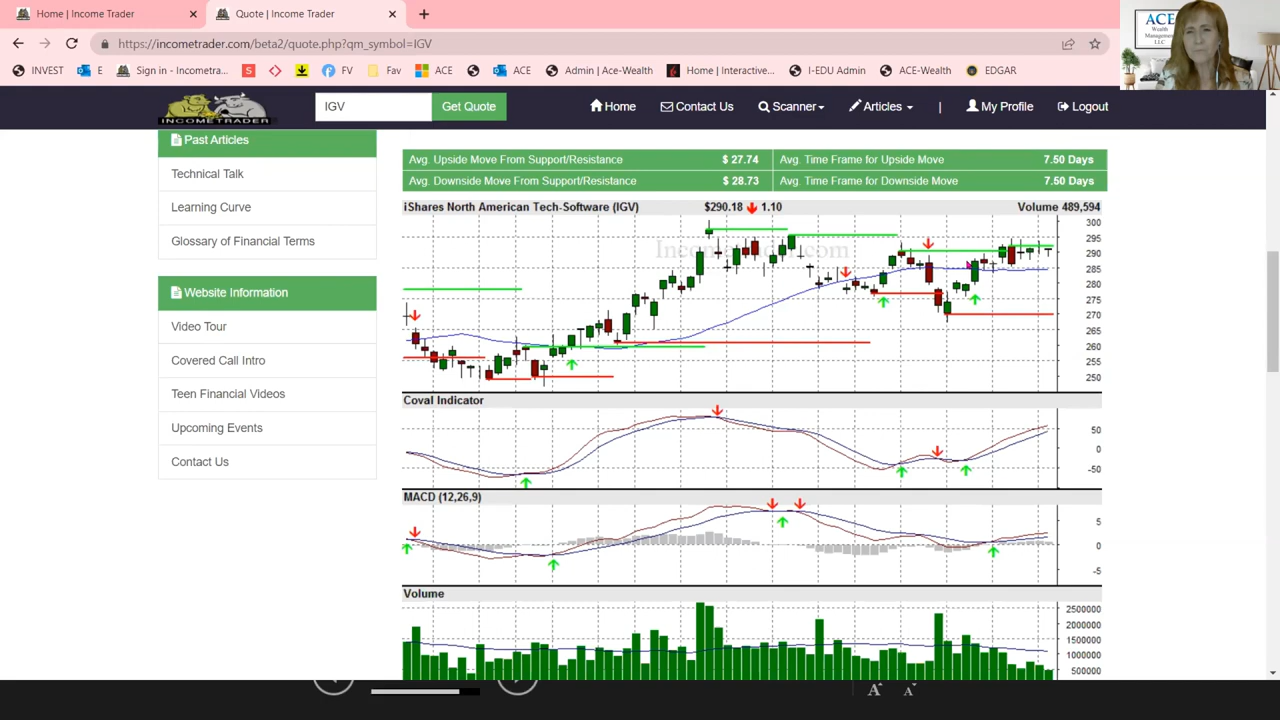 Home | Income Trader
Quote | Income Trader
https://incometrader.com/beta2/quote.php?qm_symbol=IGV
INVEST
E
Sign in - Incometra...
S
FV
Fav
ACE
ACE
Admin | Ace-Wealth
Home | Interactive...
I-EDU Admin
ACE-Wealth
EDGAR
ACE
Wealth
Management
LLC
INCOMETRADER
IGV
Get Quote
Home
Contact Us
Scanner
Articles
|
My Profile
Logout
Past Articles
Technical Talk
Learning Curve
Glossary of Financial Terms
Website Information
Video Tour
Covered Call Intro
Teen Financial Videos
Upcoming Events
Contact Us
Avg. Upside Move From Support/Resistance $ 27.74 Avg. Time Frame for Upside Move 7.50 Days
Avg. Downside Move From Support/Resistance $ 28.73 Avg. Time Frame for Downside Move 7.50 Days
iShares North American Tech-Software (IGV) $290.18 1.10 Volume 489,594
300
295
290
285
280
275
270
265
260
255
250
Coval Indicator
50
0
-50
MACD (12,26,9)
5
0
-5
Volume
2500000
2000000
1500000
1000000
500000
A
A